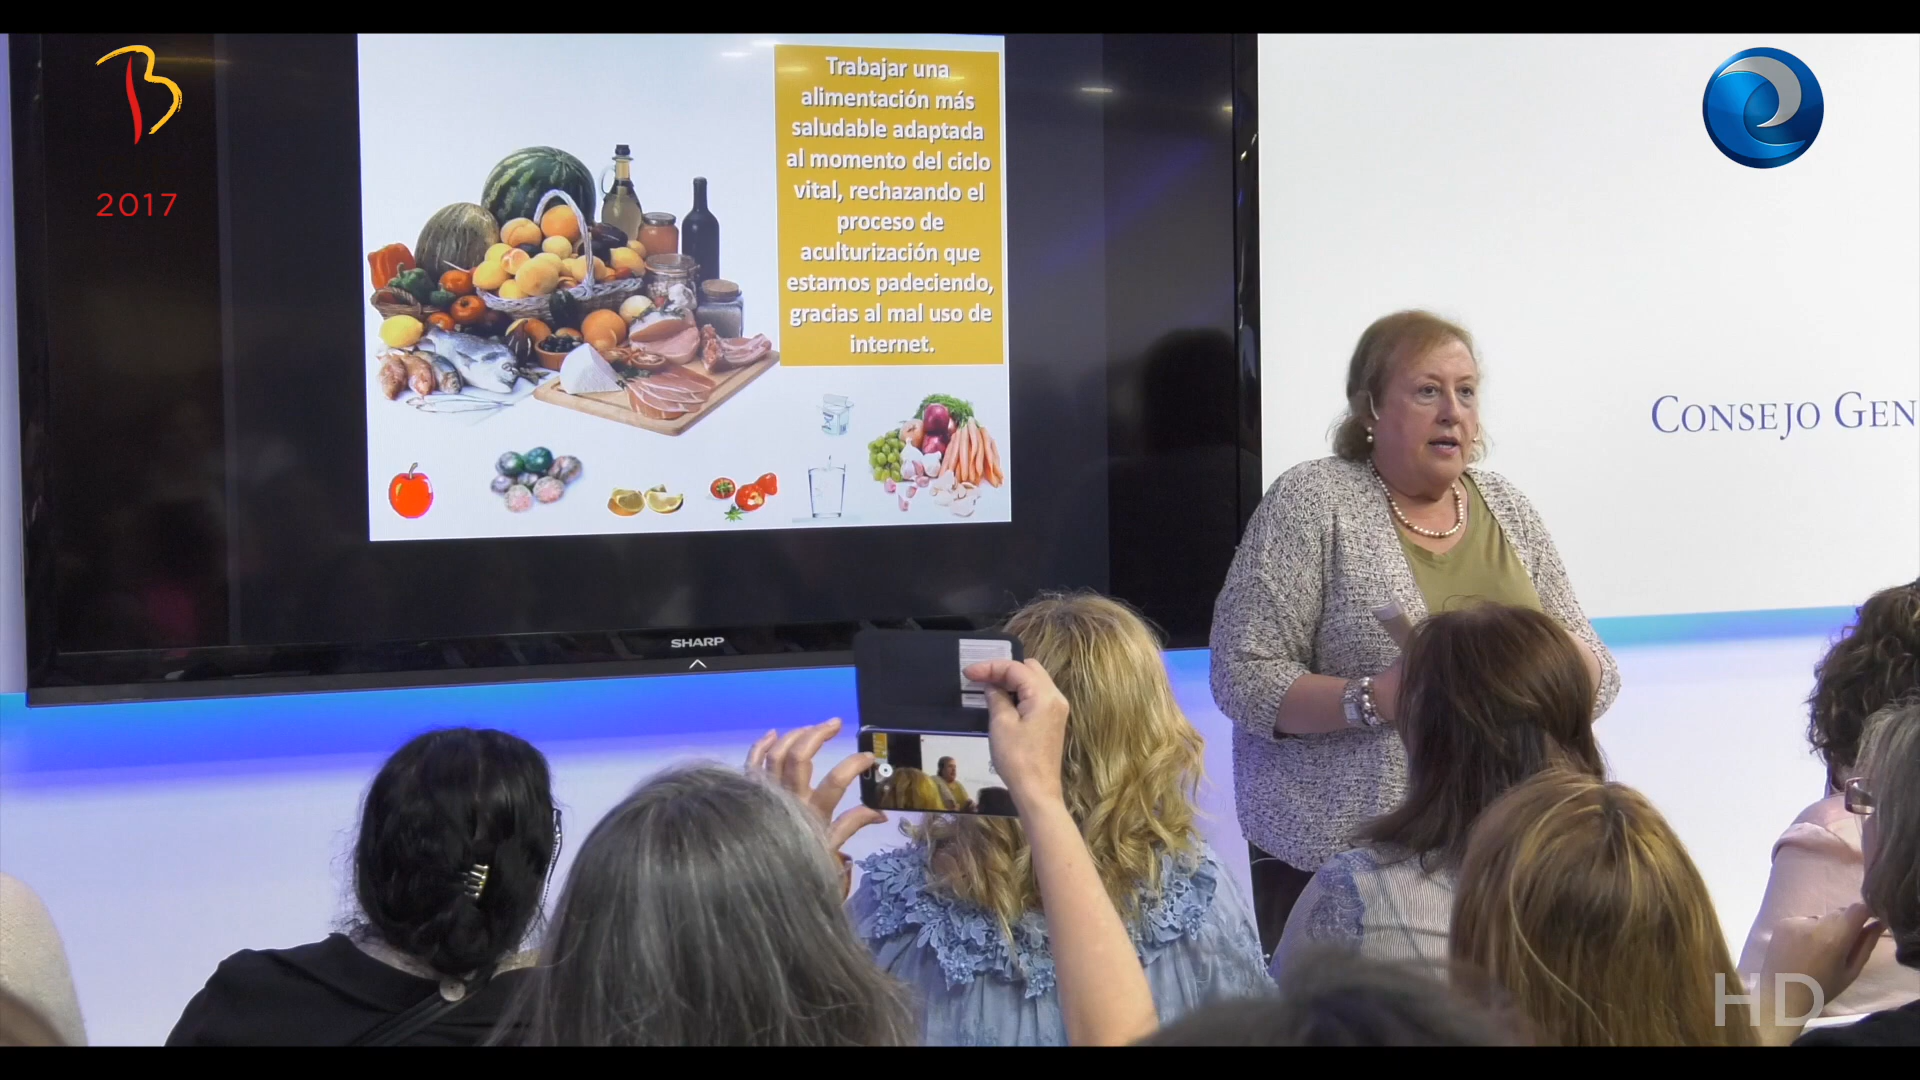 B
2017
Trabajar una
alimentación más
saludable adaptada
al momento del ciclo
vital, rechazando el
proceso de
aculturización que
estamos padeciendo,
gracias al mal uso de
internet.
CONSEJO GEN
SHARP
HD